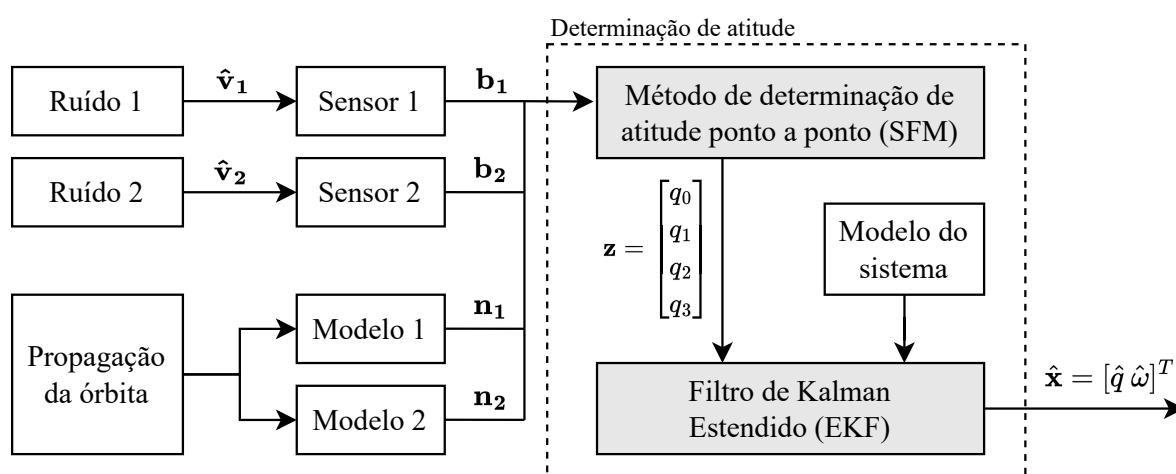 Determinação de atitude
Ruído 1
v̂₁
Sensor 1
b₁
Método de determinação de
atitude ponto a ponto (SFM)
Ruído 2
v̂₂
Sensor 2
b₂
z = [q₀
q₁
q₂
q₃]
Modelo do
sistema
Propagação
da órbita
Modelo 1
n₁
Modelo 2
n₂
Filtro de Kalman
Estendido (EKF)
x̂ = [q̂ ω̂]ᵀ